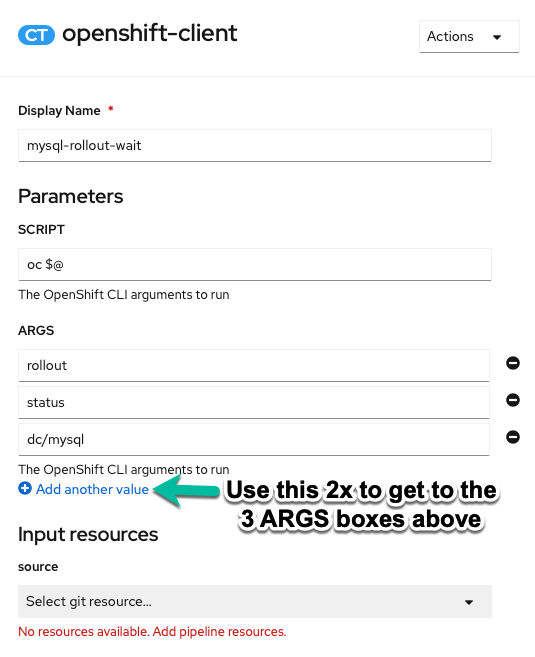 CT openshift-client
Actions
Display Name *
mysql-rollout-wait
Parameters
SCRIPT
oc $@
The OpenShift CLI arguments to run
ARGS
rollout
status
dc/mysql
The OpenShift CLI arguments to run
Add another value
Use this 2x to get to the
3 ARGS boxes above
Input resources
source
Select git resource...
No resources available. Add pipeline resources.